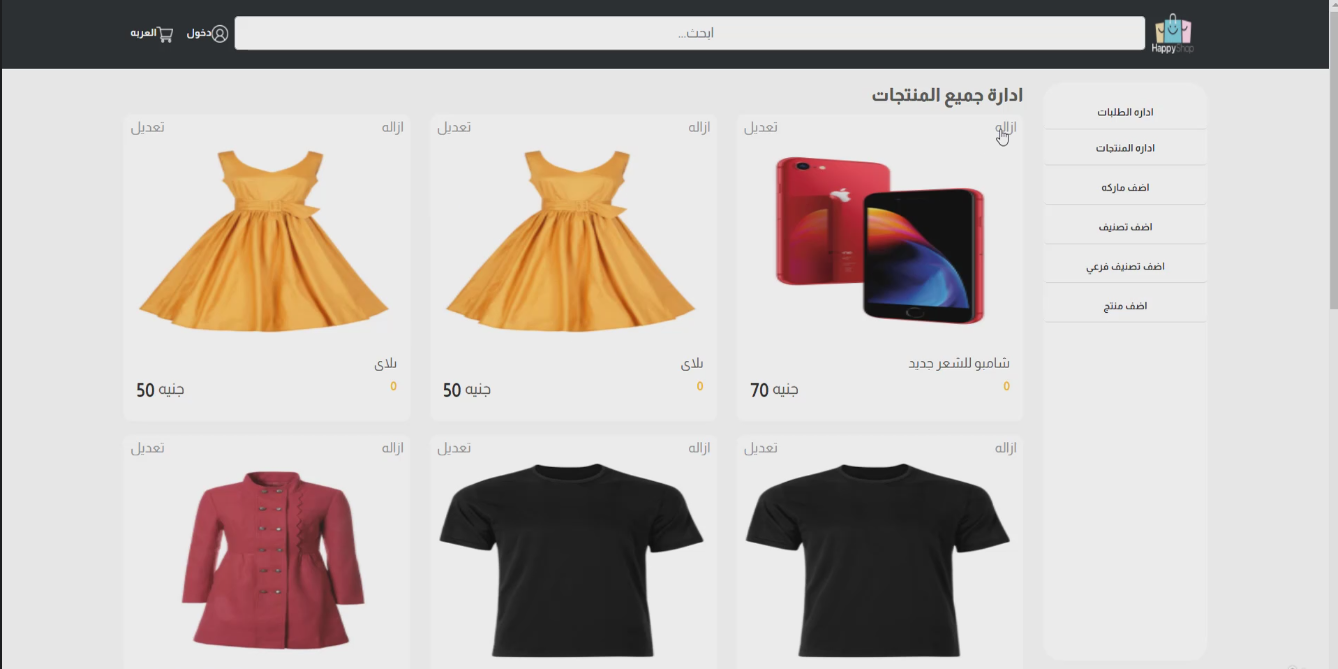 HappyShop
ابحث...
دخول
العربه
اداره الطلبات
اداره المنتجات
اضف ماركه
اضف تصنيف
اضف تصنيف فرعي
اضف منتج
ادارة جميع المنتجات
ازاله تعديل
ازاله تعديل
ازاله تعديل
شامبو للشعر جديد
0
70 جنيه
بلاى
0
50 جنيه
بلاى
0
50 جنيه
ازاله تعديل
ازاله تعديل
ازاله تعديل